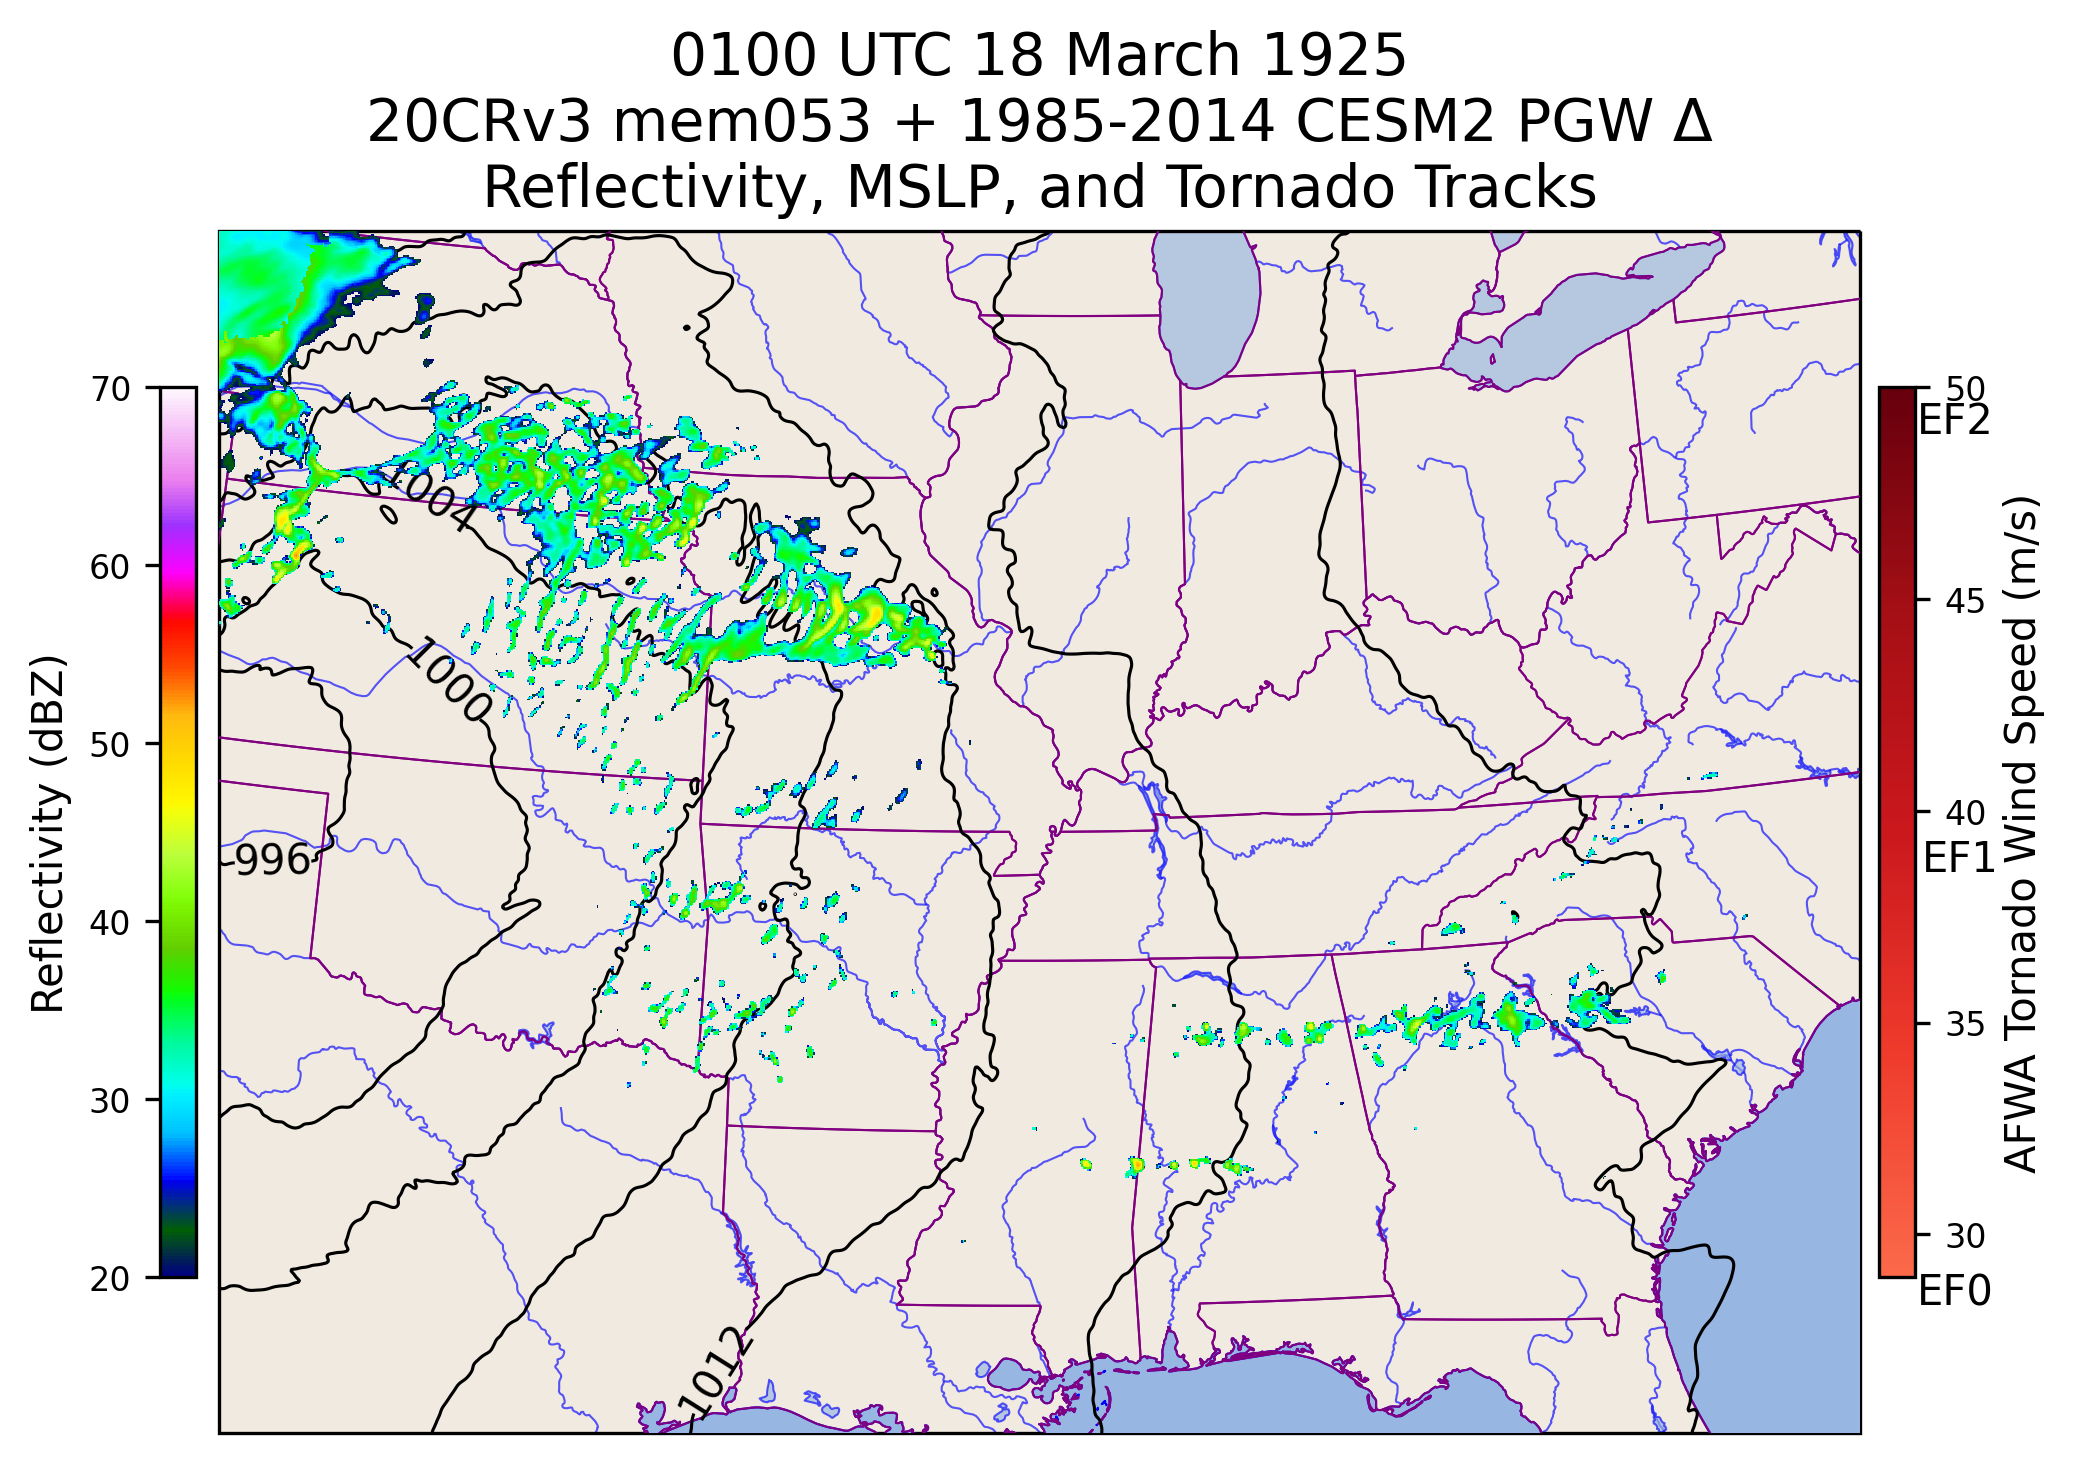 0100 UTC 18 March 1925
20CRv3 mem053 + 1985-2014 CESM2 PGW Δ
Reflectivity, MSLP, and Tornado Tracks
Reflectivity (dBZ)
70
60
50
40
30
20
1004
1000
996
1012
50
EF2
45
40
EF1
35
30
EF0
AFWA Tornado Wind Speed (m/s)